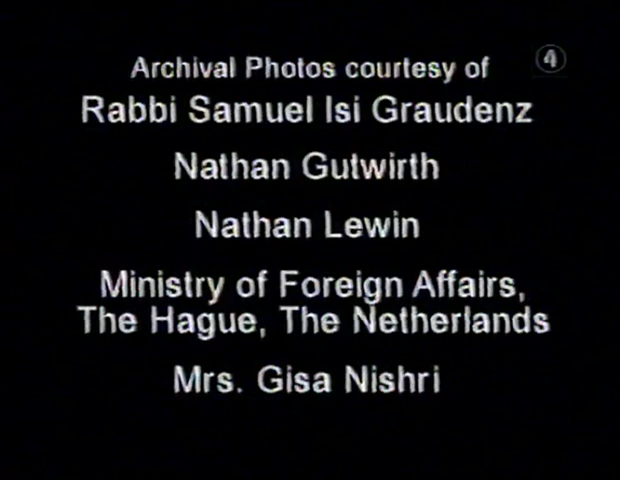 4
Archival Photos courtesy of
Rabbi Samuel Isi Graudenz
Nathan Gutwirth
Nathan Lewin
Ministry of Foreign Affairs,
The Hague, The Netherlands
Mrs. Gisa Nishri